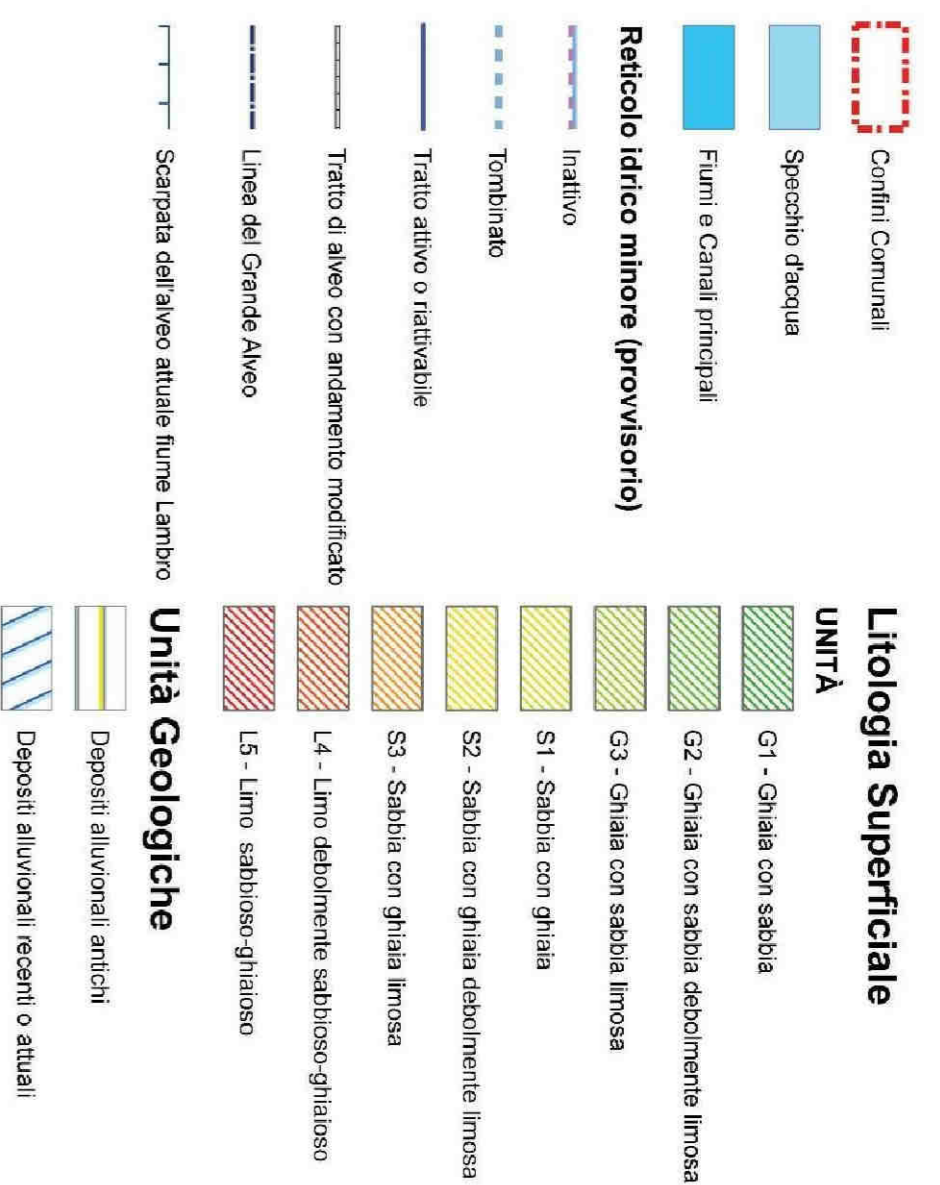 Confini Comunali
Specchio d'acqua
Fiumi e Canali principali
Reticolo idrico minore (provvisorio)
Inattivo
Tombinato
Tratto attivo o riattivabile
Tratto di alveo con andamento modificato
Linea del Grande Alveo
Scarpata dell'alveo attuale fiume Lambro
Litologia Superficiale
UNITÀ
G1 - Ghiaia con sabbia
G2 - Ghiaia con sabbia debolmente limosa
G3 - Ghiaia con sabbia limosa
S1 - Sabbia con ghiaia
S2 - Sabbia con ghiaia debolmente limosa
S3 - Sabbia con ghiaia limosa
L4 - Limo debolmente sabbioso-ghiaioso
L5 - Limo sabbioso-ghiaioso
Unità Geologiche
Depositi alluvionali antichi
Depositi alluvionali recenti o attuali